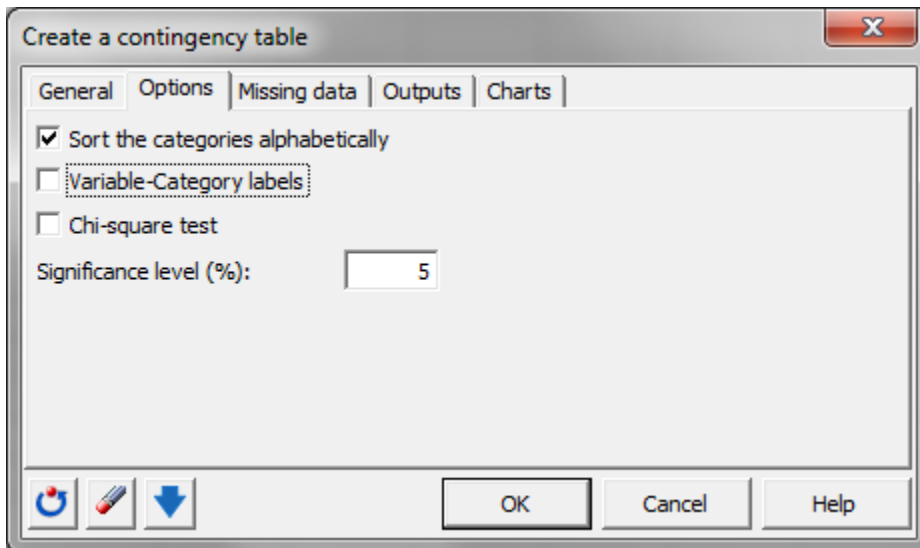 Create a contingency table
General Options Missing data Outputs Charts
Sort the categories alphabetically
Variable-Category labels
Chi-square test
Significance level (%): 5
OK Cancel Help